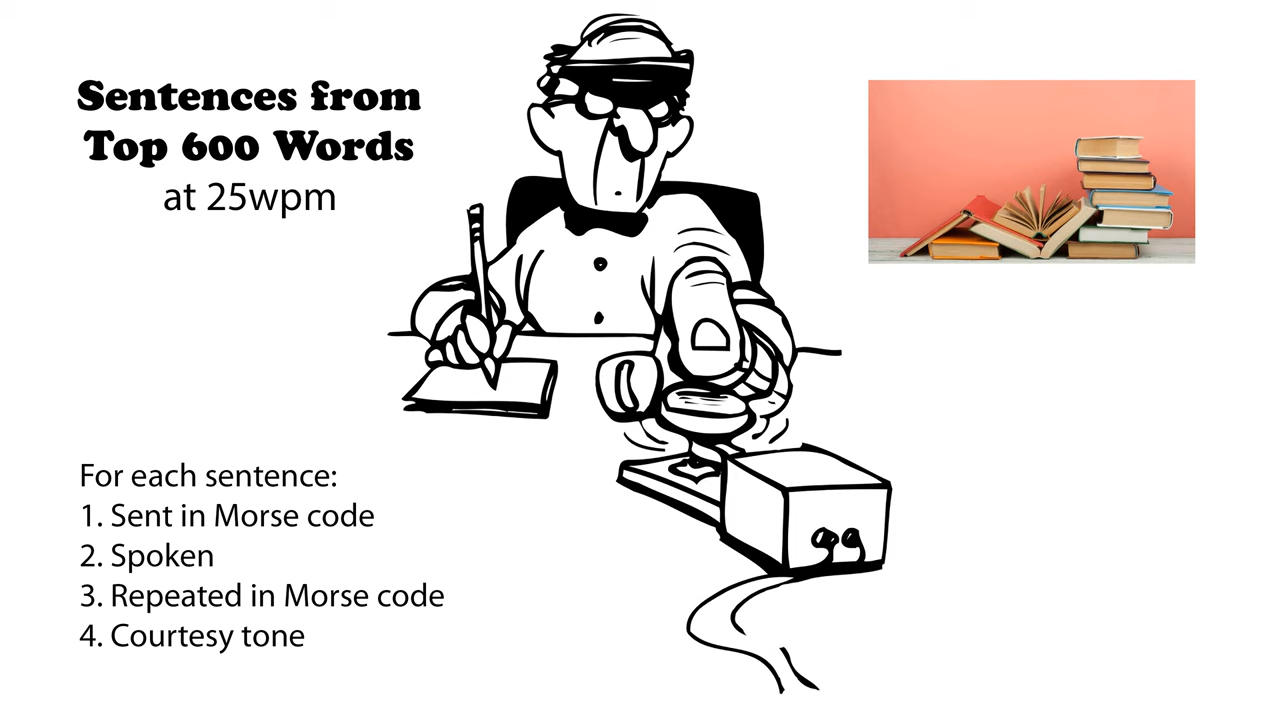 Sentences from
Top 600 Words
at 25wpm
For each sentence:
1. Sent in Morse code
2. Spoken
3. Repeated in Morse code
4. Courtesy tone